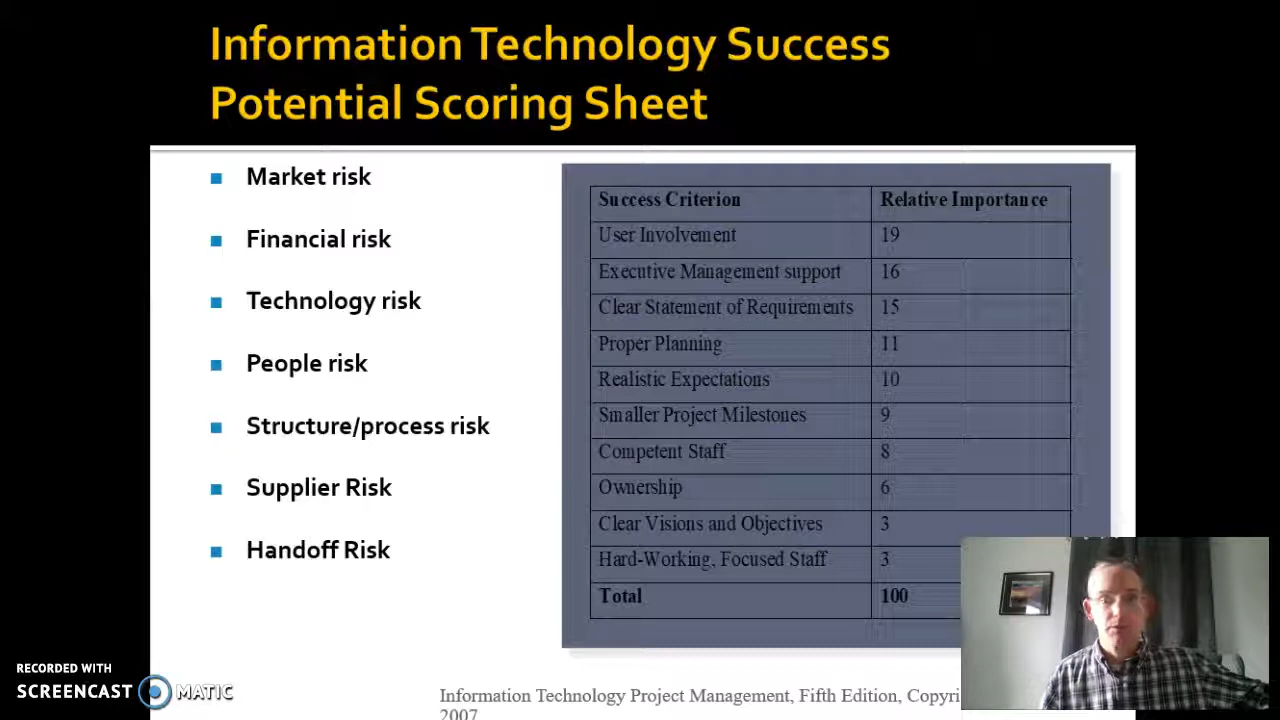 Information Technology Success
Potential Scoring Sheet
Market risk
Financial risk
Technology risk
People risk
Structure/process risk
Supplier Risk
Handoff Risk
Success Criterion Relative Importance
User Involvement 19
Executive Management support 16
Clear Statement of Requirements 15
Proper Planning 11
Realistic Expectations 10
Smaller Project Milestones 9
Competent Staff 8
Ownership 6
Clear Visions and Objectives 3
Hard-Working, Focused Staff 3
Total 100
RECORDED WITH
SCREENCAST MATIC
Information Technology Project Management, Fifth Edition,
2007